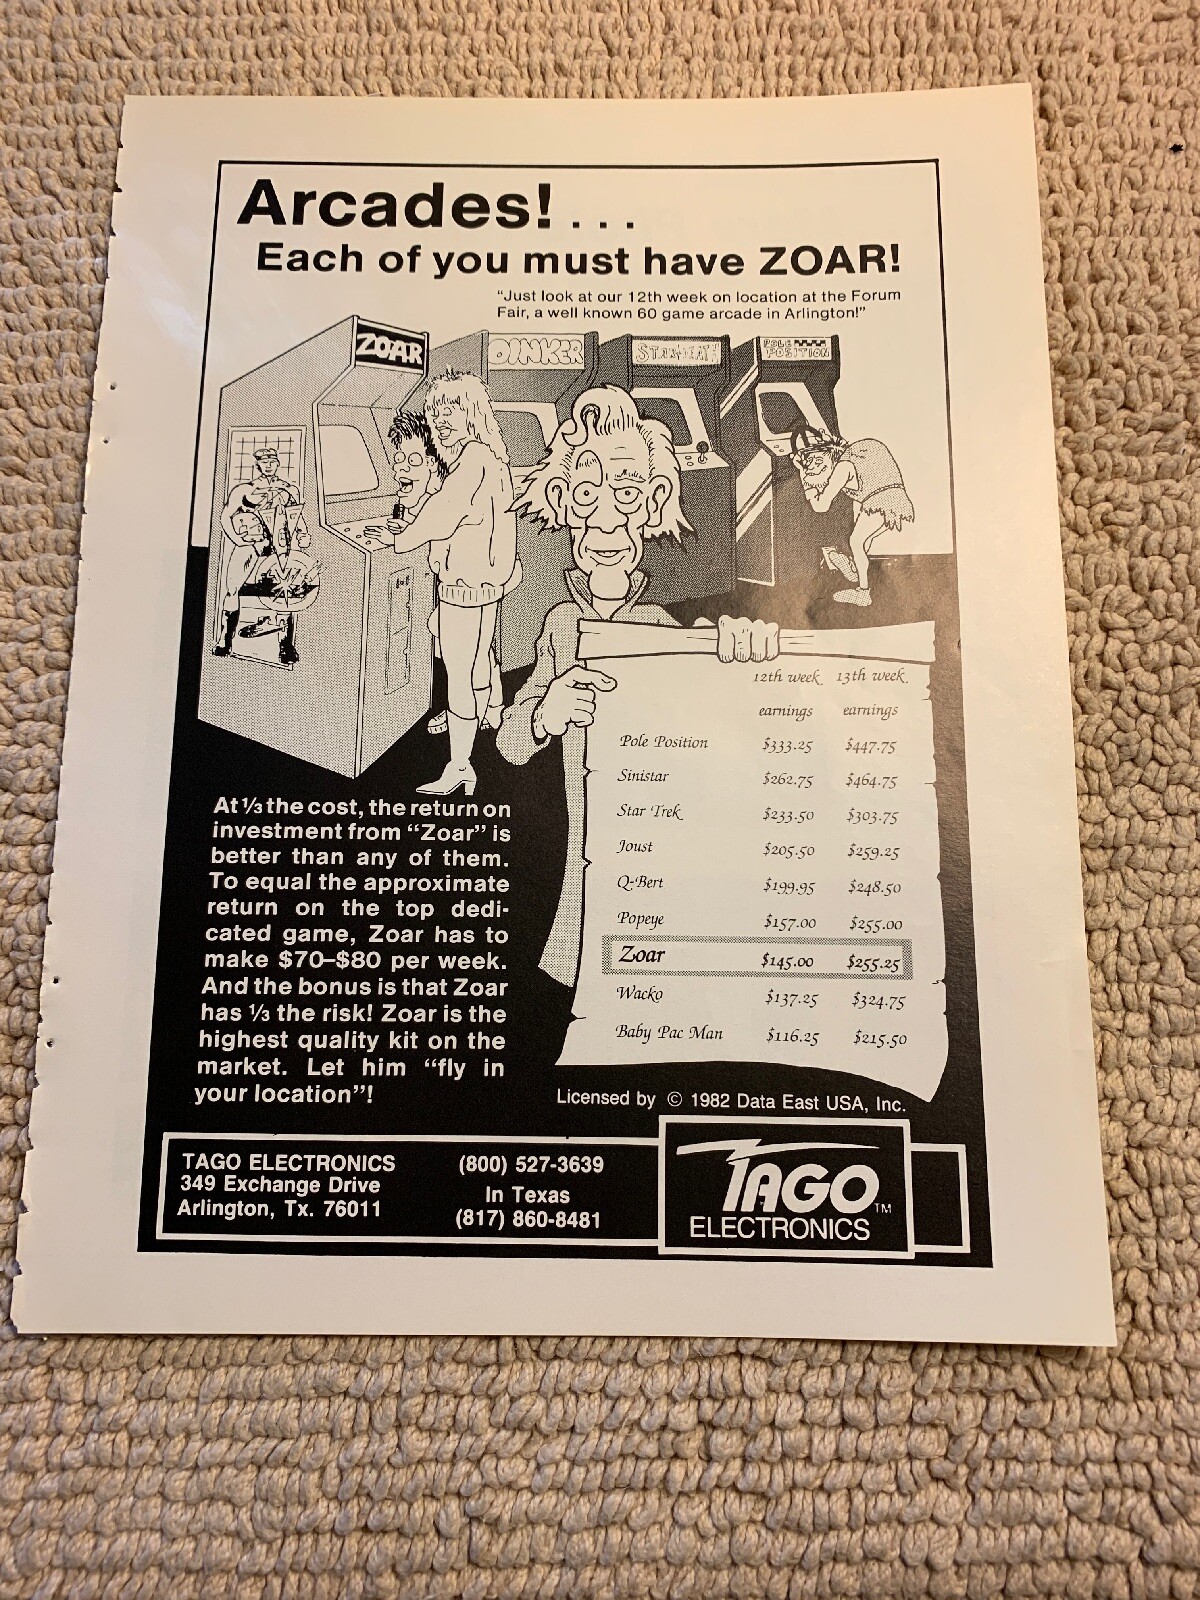 Arcades!...
Each of you must have ZOAR!
"Just look at our 12th week on location at the Forum
Fair, a well known 60 game arcade in Arlington!"
ZOAR
OINKER
POLE
POSITION
12th week 13th week
earnings earnings
Pole Position $333.25 $447.75
Sinistar $262.75 $464.75
Star Trek $233.50 $303.75
Joust $205.50 $259.25
Q-Bert $199.95 $248.50
Popeye $157.00 $255.00
Zoar $145.00 $255.25
Wacko $137.25 $324.75
Baby Pac Man $116.25 $215.50
At 1/3 the cost, the return on
investment from "Zoar" is
better than any of them.
To equal the approximate
return on the top dedi-
cated game, Zoar has to
make $70–$80 per week.
And the bonus is that Zoar
has 1/3 the risk! Zoar is the
highest quality kit on the
market. Let him "fly in
your location"!
Licensed by © 1982 Data East USA, Inc.
TAGO ELECTRONICS
349 Exchange Drive
Arlington, Tx. 76011
(800) 527-3639
In Texas
(817) 860-8481
TAGO TM
ELECTRONICS